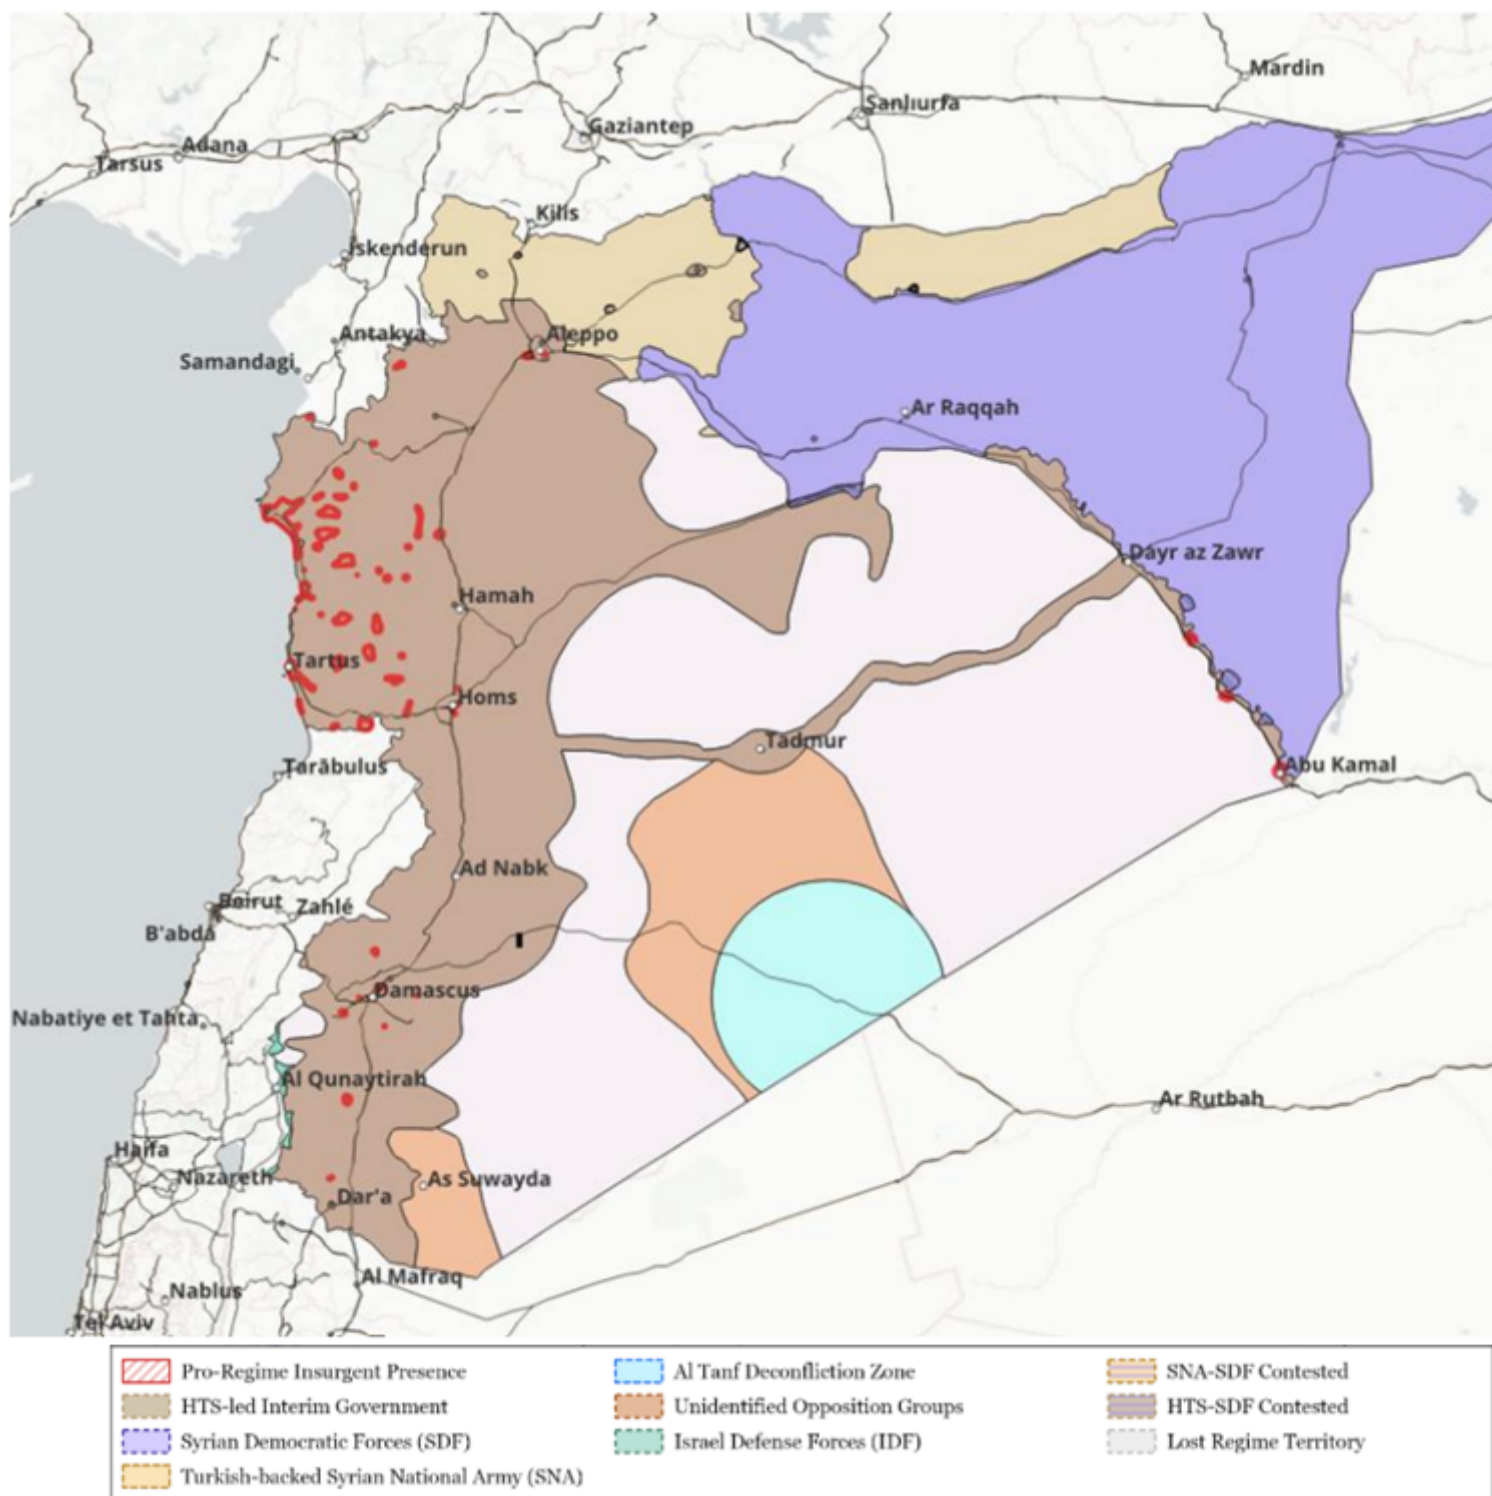 Mardin
Sanlıurfa
Gaziantep
Adana
Tarsus
Kilis
Iskenderun
Antakya
Aleppo
Samandagi
Ar Raqqah
Dayr az Zawr
Hamah
Tartus
Homs
Tadmur
Abu Kamal
Tarābulus
Ad Nabk
Beirut
Zahlé
B'abda
Damascus
Nabatiye et Tahta
Al Qunaytirah
Ar Rutbah
Haifa
Nazareth
As Suwayda
Dar'a
Al Mafraq
Nablus
Tel Aviv
Pro-Regime Insurgent Presence
HTS-led Interim Government
Syrian Democratic Forces (SDF)
Turkish-backed Syrian National Army (SNA)
Al Tanf Deconfliction Zone
Unidentified Opposition Groups
Israel Defense Forces (IDF)
SNA-SDF Contested
HTS-SDF Contested
Lost Regime Territory